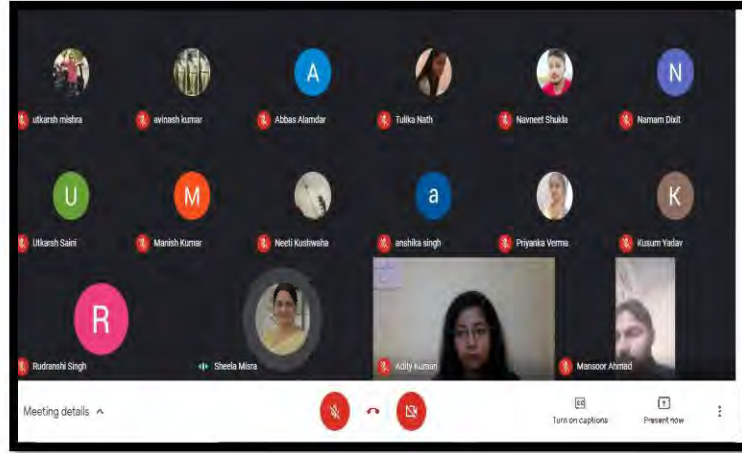 A
N
utkarsh mishra avinash kumar Abbas Alamdar Tulika Nath Navneet Shukla Namam Dixit
U M a K
Utkarsh Saini Manish Kumar Neeti Kushwaha anshika singh Priyanka Verma Kusum Yadav
R
Rudranshi Singh Sheela Misra Adity Kumari Mansoor Ahmad
Meeting details
Turn on captions Present now